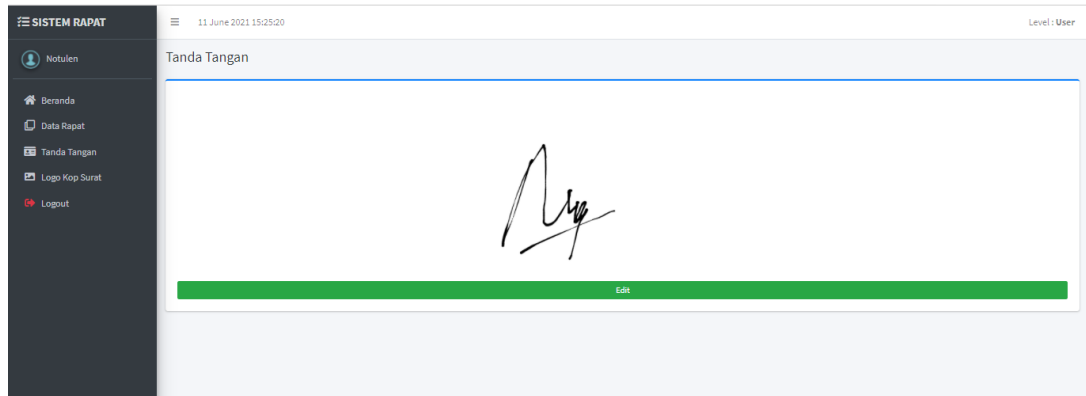 SISTEM RAPAT
11 June 2021 15:25:20
Level : User
Notulen
Tanda Tangan
Beranda
Data Rapat
Tanda Tangan
Logo Kop Surat
Logout
Edit